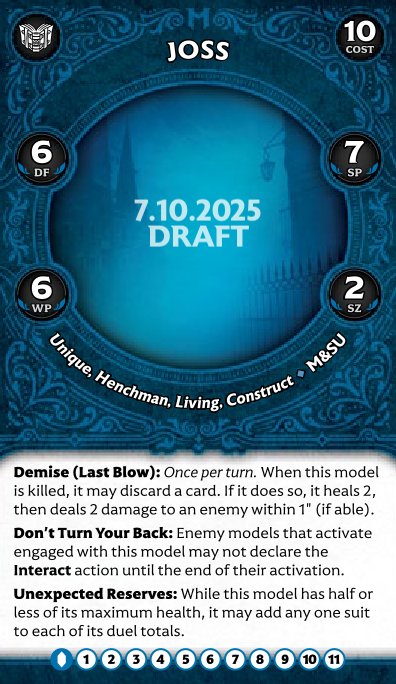 JOSS
10
COST
6
DF
7
SP
7.10.2025
DRAFT
6
WP
2
SZ
Unique, Henchman, Living, Construct ◆ M&SU
Demise (Last Blow): Once per turn. When this model
is killed, it may discard a card. If it does so, it heals 2,
then deals 2 damage to an enemy within 1" (if able).
Don't Turn Your Back: Enemy models that activate
engaged with this model may not declare the
Interact action until the end of their activation.
Unexpected Reserves: While this model has half or
less of its maximum health, it may add any one suit
to each of its duel totals.
1 2 3 4 5 6 7 8 9 10 11